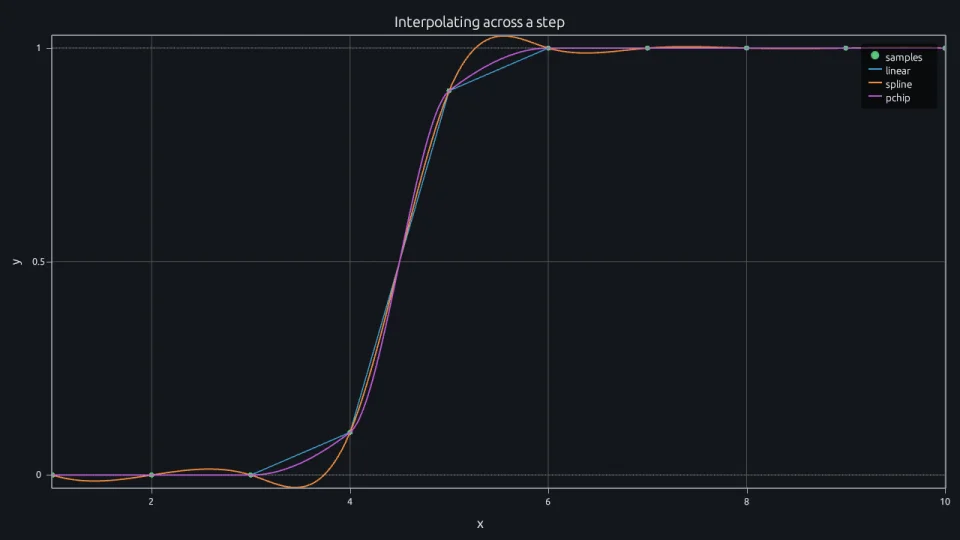 Interpolating across a step
1
samples
linear
spline
pchip
y
0.5
0
2
4
6
8
10
x